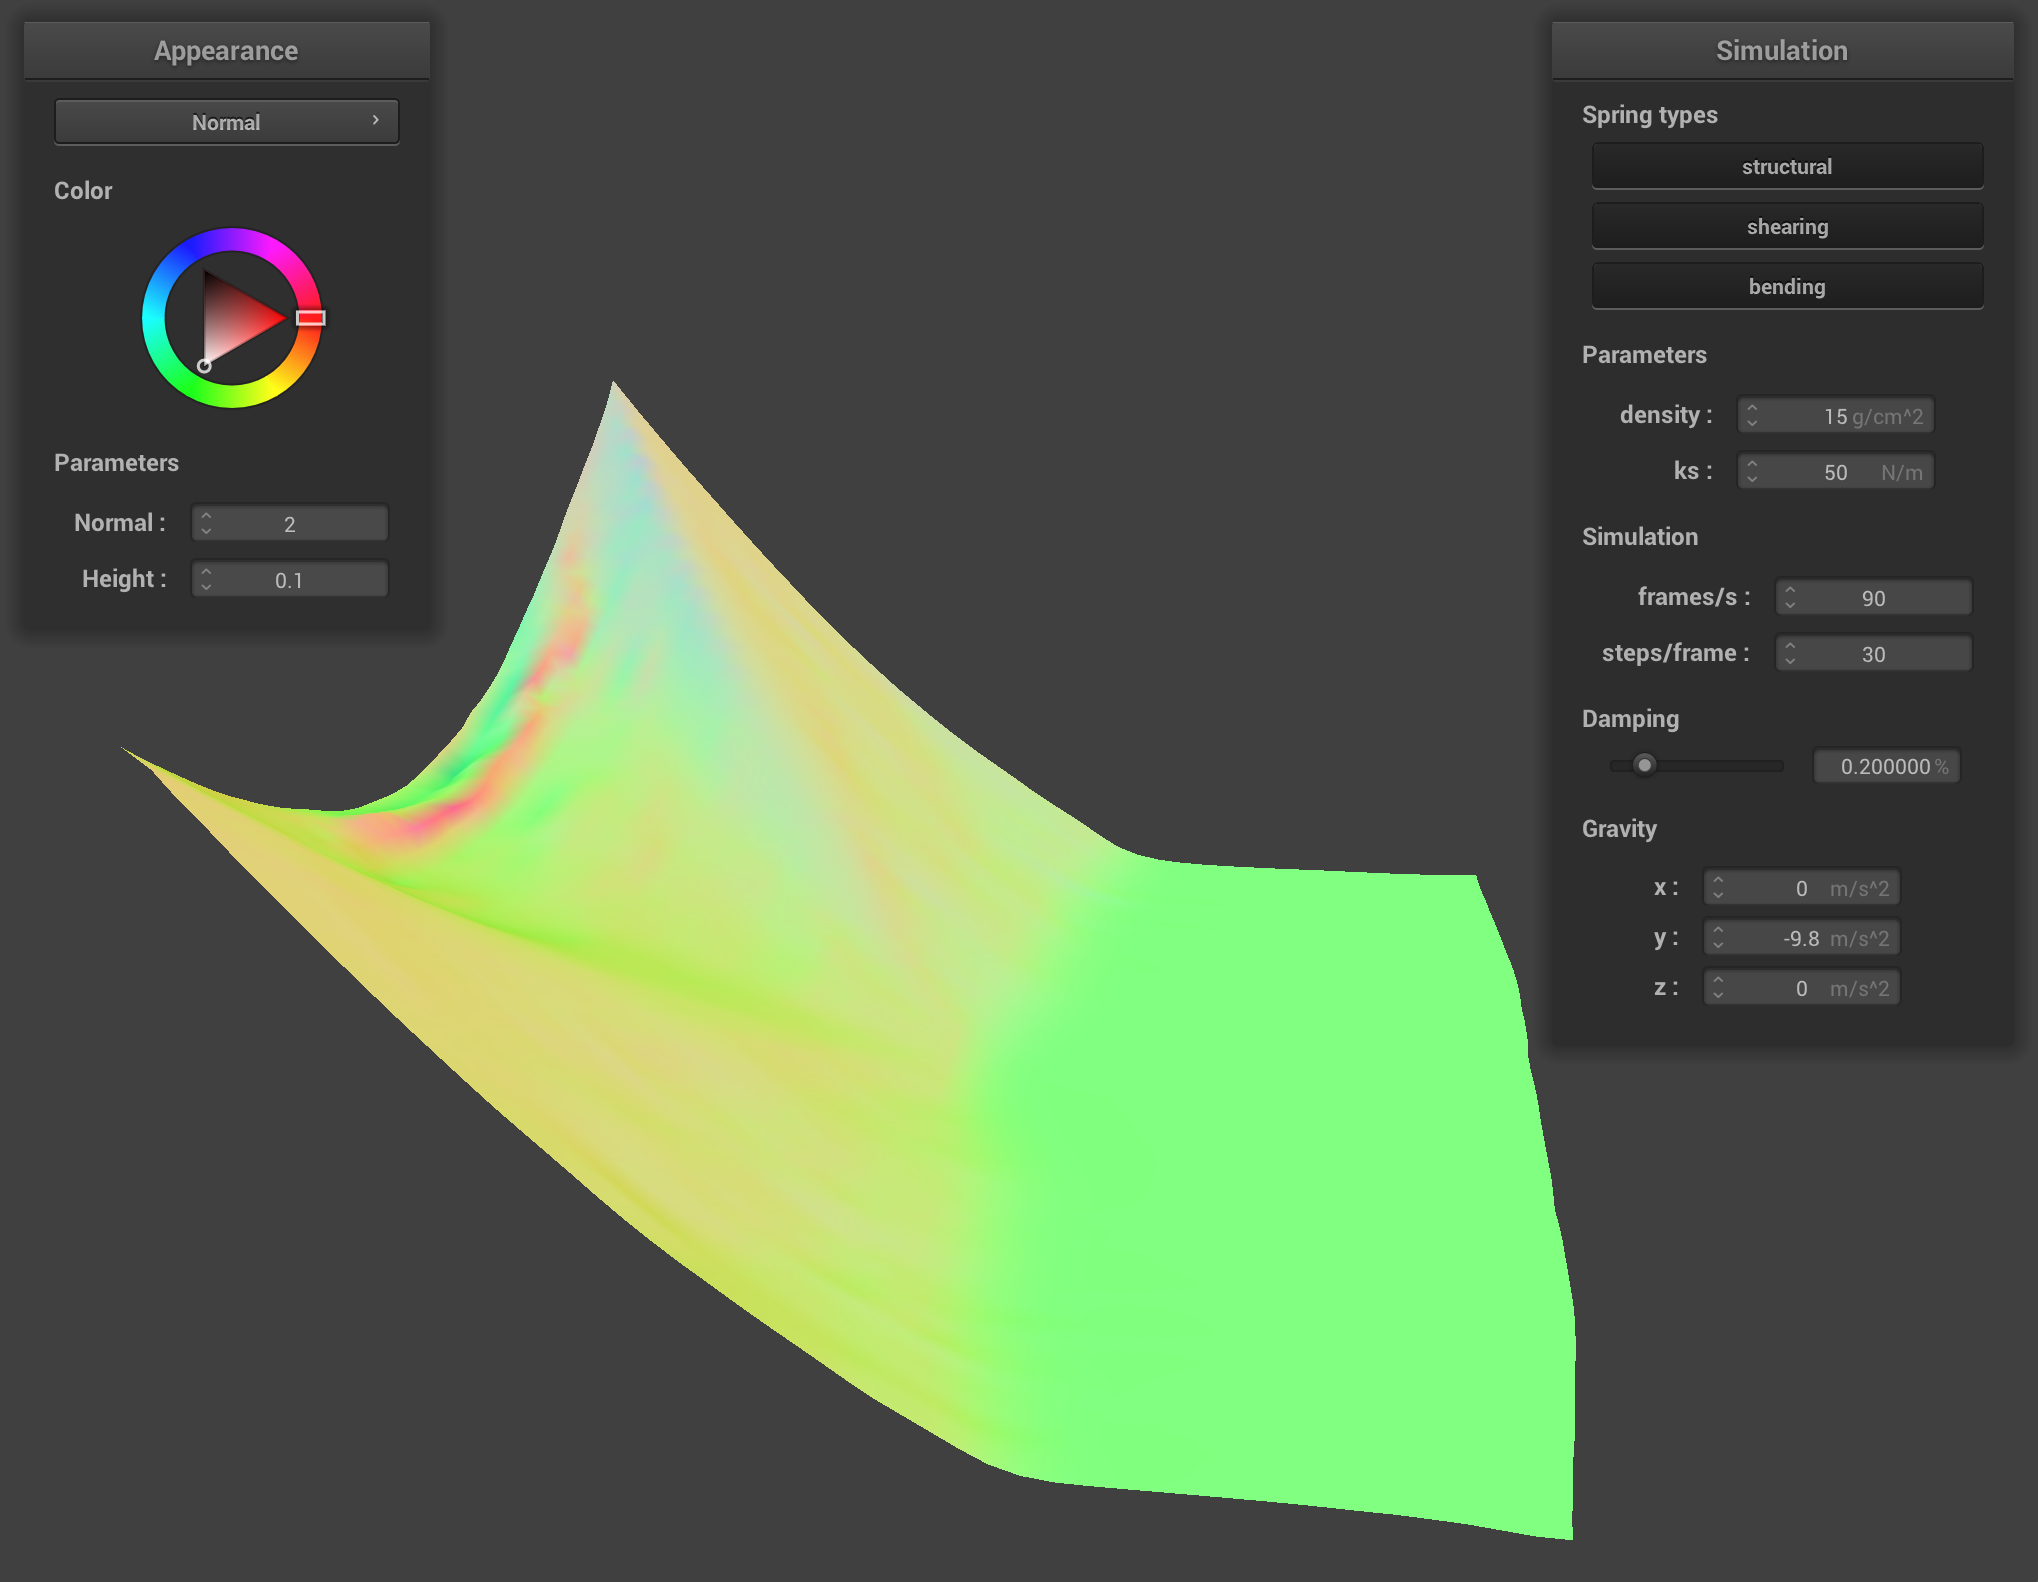 Appearance
Normal
Color
Parameters
Normal : 2
Height : 0.1
Simulation
Spring types
structural
shearing
bending
Parameters
density : 15 g/cm^2
ks : 50 N/m
Simulation
frames/s : 90
steps/frame : 30
Damping
0.200000 %
Gravity
x : 0 m/s^2
y : -9.8 m/s^2
z : 0 m/s^2